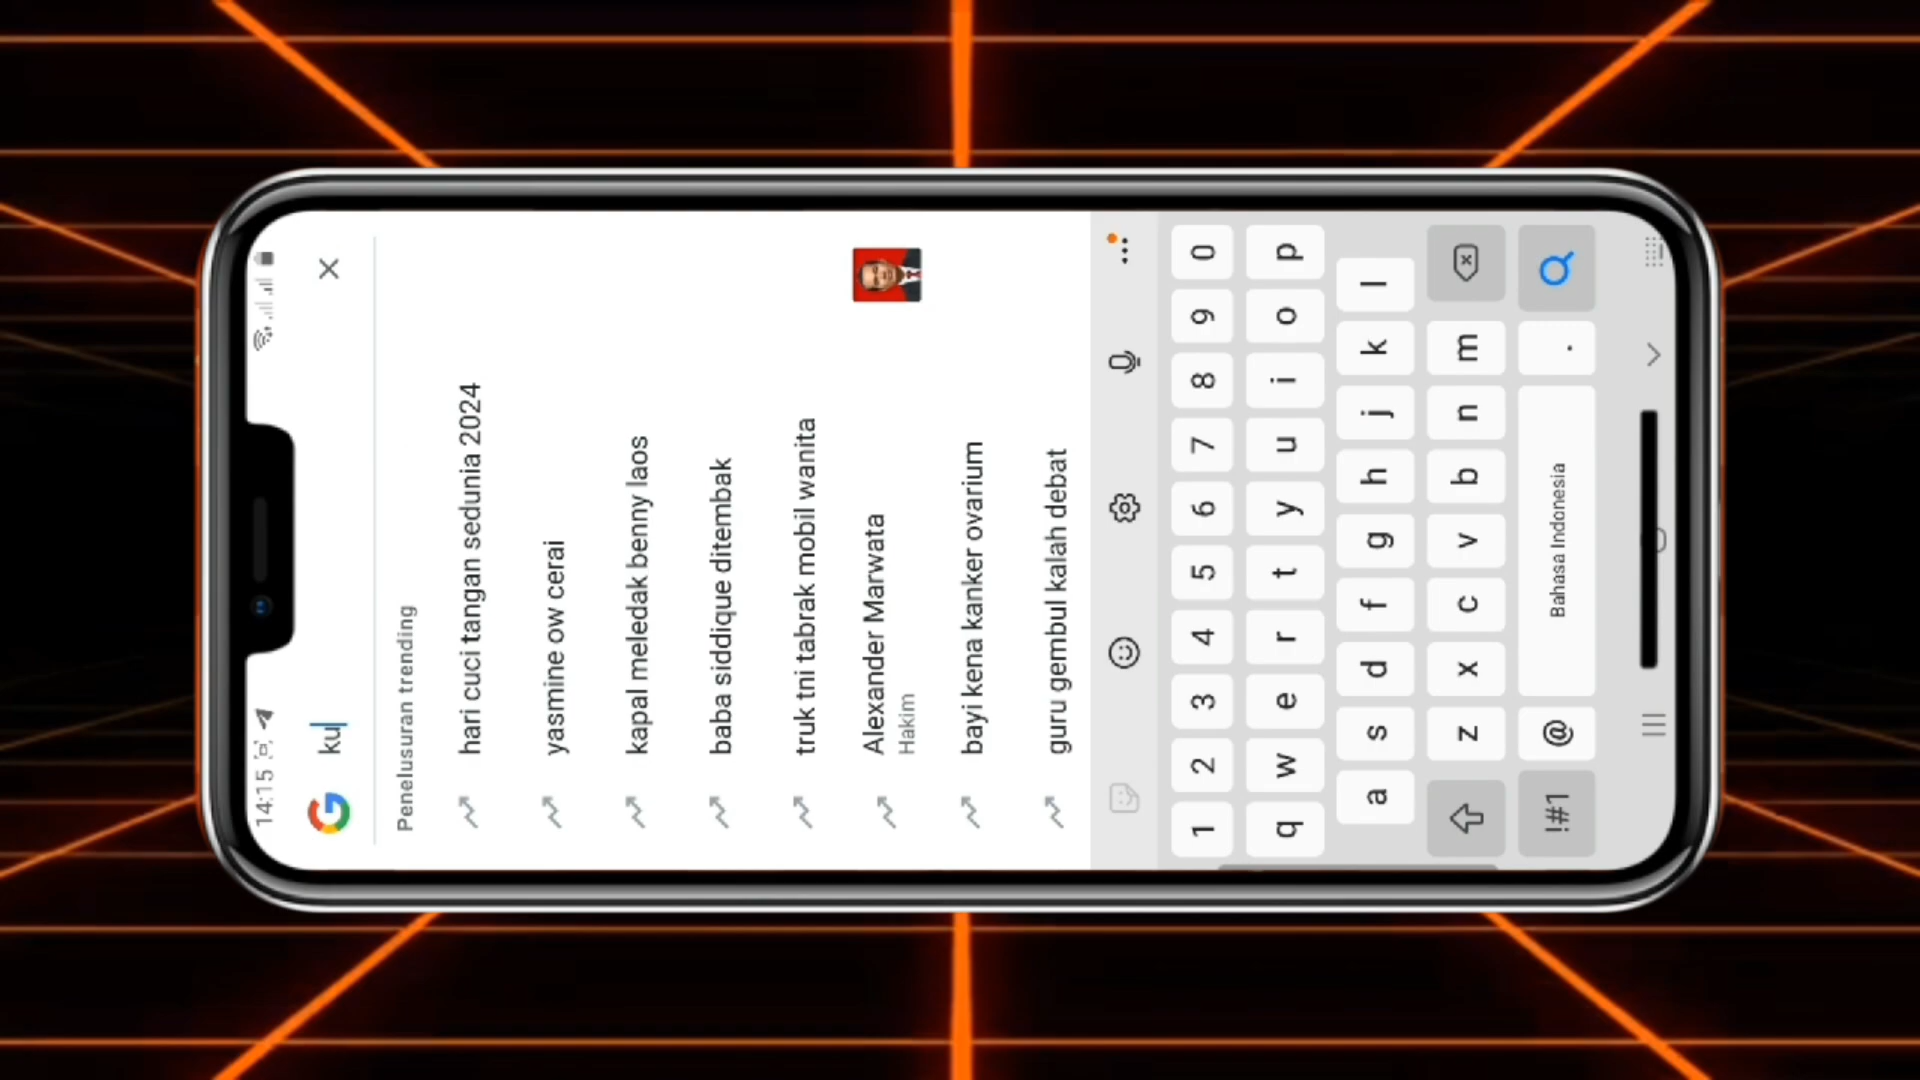 14:15
ku
Penelusuran trending
hari cuci tangan sedunia 2024
yasmine ow cerai
kapal meledak benny laos
baba siddique ditembak
truk tni tabrak mobil wanita
Alexander Marwata
Hakim
bayi kena kanker ovarium
guru gembul kalah debat
1 2 3 4 5 6 7 8 9 0
q w e r t y u i o p
a s d f g h j k l
z x c v b n m
!#1 @ Bahasa Indonesia .